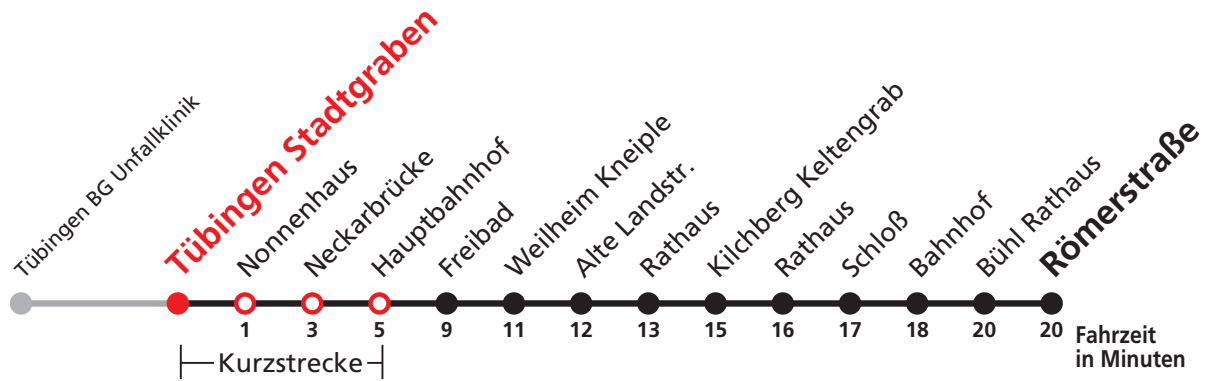 Tübingen BG Unfallklinik
Tübingen Stadtgraben
Nonnenhaus
Neckarbrücke
Hauptbahnhof
Freibad
Weilheim Kneiple
Alte Landstr.
Rathaus
Kilchberg Keltengrab
Rathaus
Schloß
Bahnhof
Bühl Rathaus
Römerstraße
1 3 5 9 11 12 13 15 16 17 18 20 20
Fahrzeit
in Minuten
Kurzstrecke